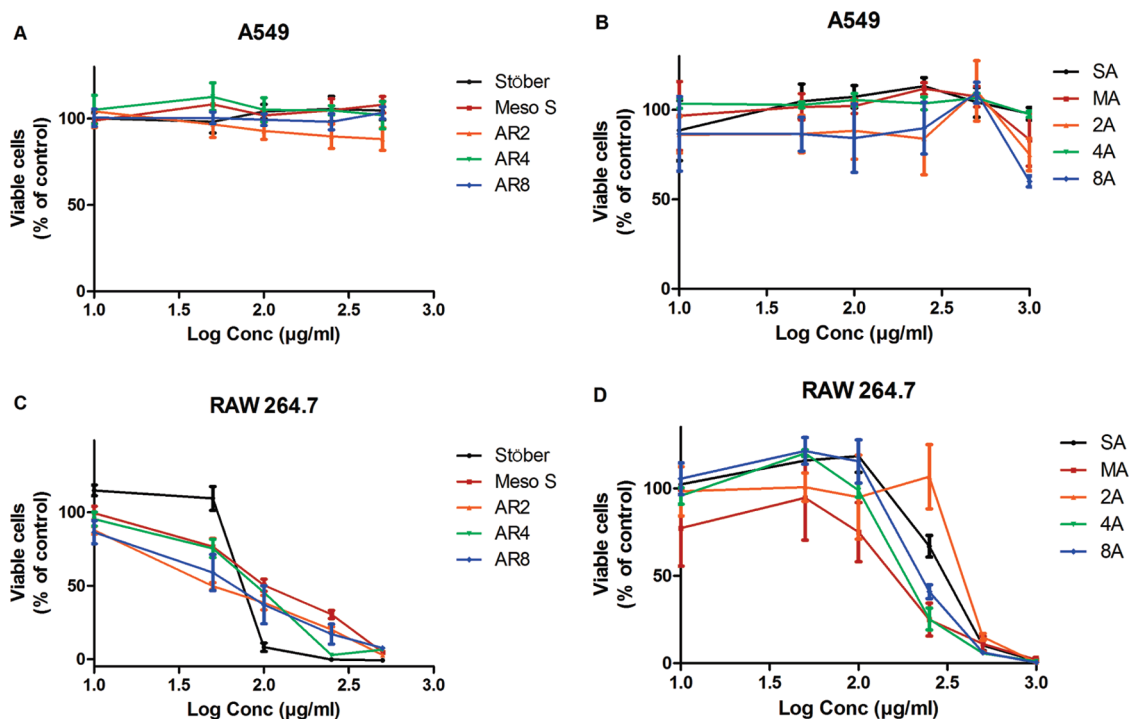 A
A549
Viable cells
(% of control)
100
50
0
1.0 1.5 2.0 2.5 3.0
Log Conc (µg/ml)
Stöber
Meso S
AR2
AR4
AR8
B
A549
Viable cells
(% of control)
100
50
0
1.0 1.5 2.0 2.5 3.0
Log Conc (µg/ml)
SA
MA
2A
4A
8A
C
RAW 264.7
Viable cells
(% of control)
100
50
0
1.0 1.5 2.0 2.5 3.0
Log Conc (µg/ml)
Stöber
Meso S
AR2
AR4
AR8
D
RAW 264.7
Viable cells
(% of control)
100
50
0
1.0 1.5 2.0 2.5 3.0
Log Conc (µg/ml)
SA
MA
2A
4A
8A